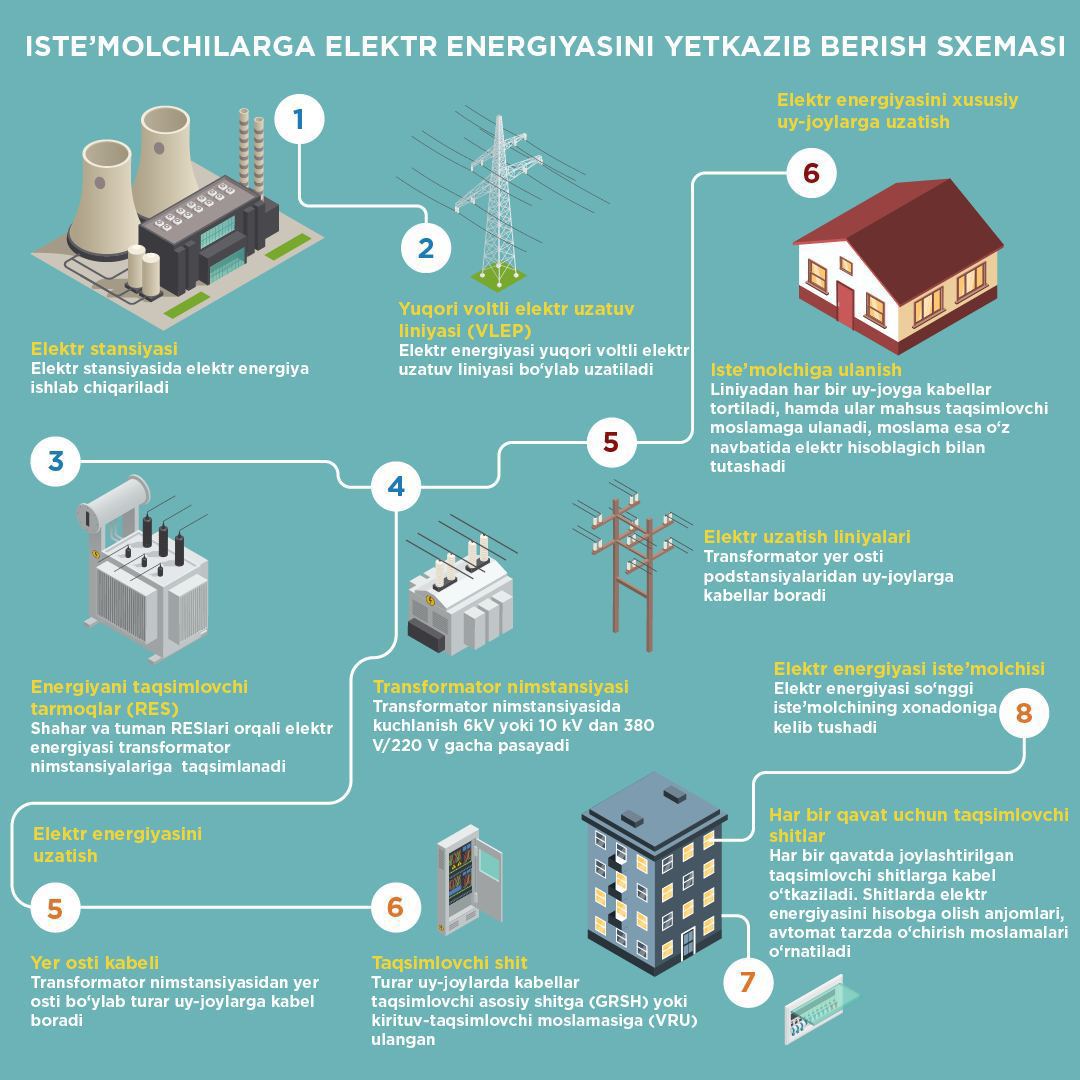 ISTE’MOLCHILARGA ELEKTR ENERGIYASINI YETKAZIB BERISH SXEMASI
1
Elektr stansiyasi
Elektr stansiyasida elektr energiya
ishlab chiqariladi
2
Yuqori voltli elektr uzatuv
liniyasi (VLEP)
Elektr energiyasi yuqori voltli elektr
uzatuv liniyasi bo‘ylab uzatiladi
Elektr energiyasini xususiy
uy-joylarga uzatish
6
Iste’molchiga ulanish
Liniyadan har bir uy-joyga kabellar
tortiladi, hamda ular mahsus taqsimlovchi
moslamaga ulanadi, moslama esa o‘z
navbatida elektr hisoblagich bilan
tutashadi
3
Energiyani taqsimlovchi
tarmoqlar (RES)
Shahar va tuman RESlari orqali elektr
energiyasi transformator
nimstansiyalariga taqsimlanadi
4
Transformator nimstansiyasi
Transformator nimstansiyasida
kuchlanish 6kV yoki 10 kV dan 380
V/220 V gacha pasayadi
5
Elektr uzatish liniyalari
Transformator yer osti
podstansiyalaridan uy-joylarga
kabellar boradi
Elektr energiyasini
uzatish
5
Yer osti kabeli
Transformator nimstansiyasidan yer
osti bo‘ylab turar uy-joylarga kabel
boradi
6
Taqsimlovchi shit
Turar uy-joylarda kabellar
taqsimlovchi asosiy shitga (GRSH) yoki
kirituv-taqsimlovchi moslamasiga (VRU)
ulangan
Elektr energiyasi iste’molchisi
Elektr energiyasi so‘nggi
iste’molchining xonadoniga
kelib tushadi
8
Har bir qavat uchun taqsimlovchi
shitlar
Har bir qavatda joylashtirilgan
taqsimlovchi shitlarga kabel
o‘tkaziladi. Shitlarda elektr
energiyasini hisobga olish anjomlari,
avtomat tarzda o‘chirish moslamalari
o‘rnatiladi
7